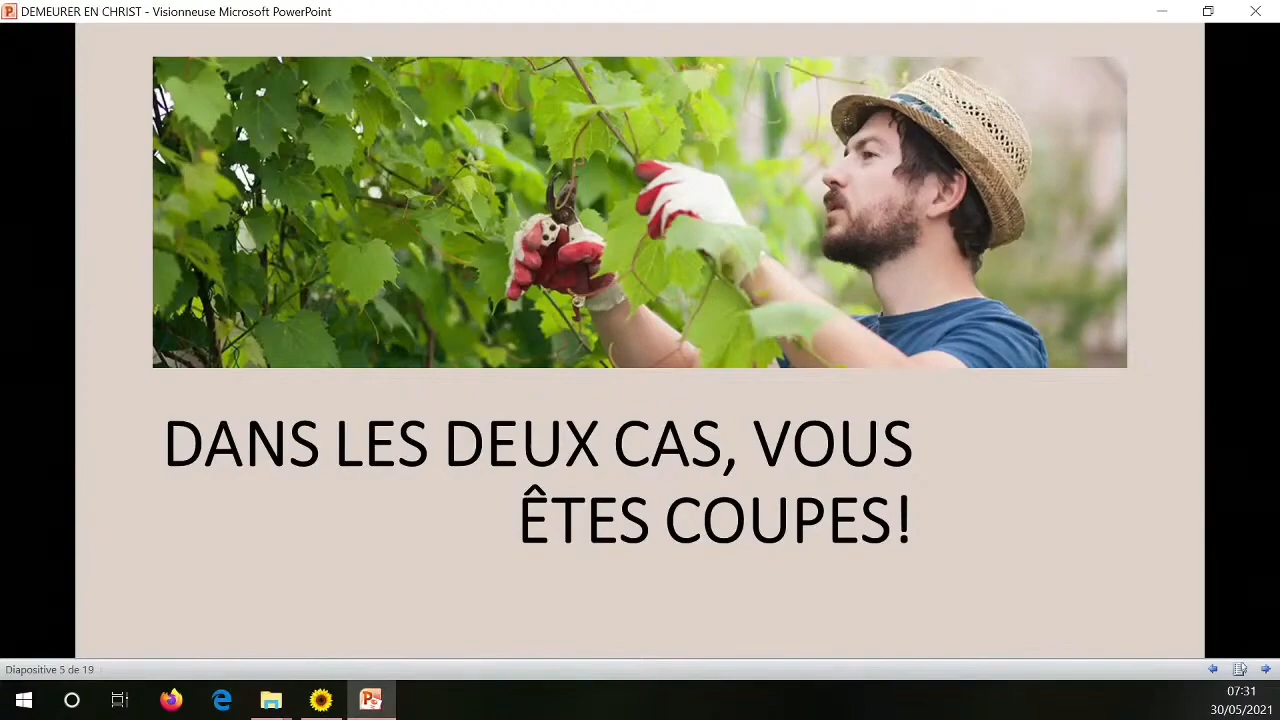 DEMEURER EN CHRIST - Visionneuse Microsoft PowerPoint
DANS LES DEUX CAS, VOUS
ÊTES COUPES!
Diapositive 5 de 19
07:31
30/05/2021